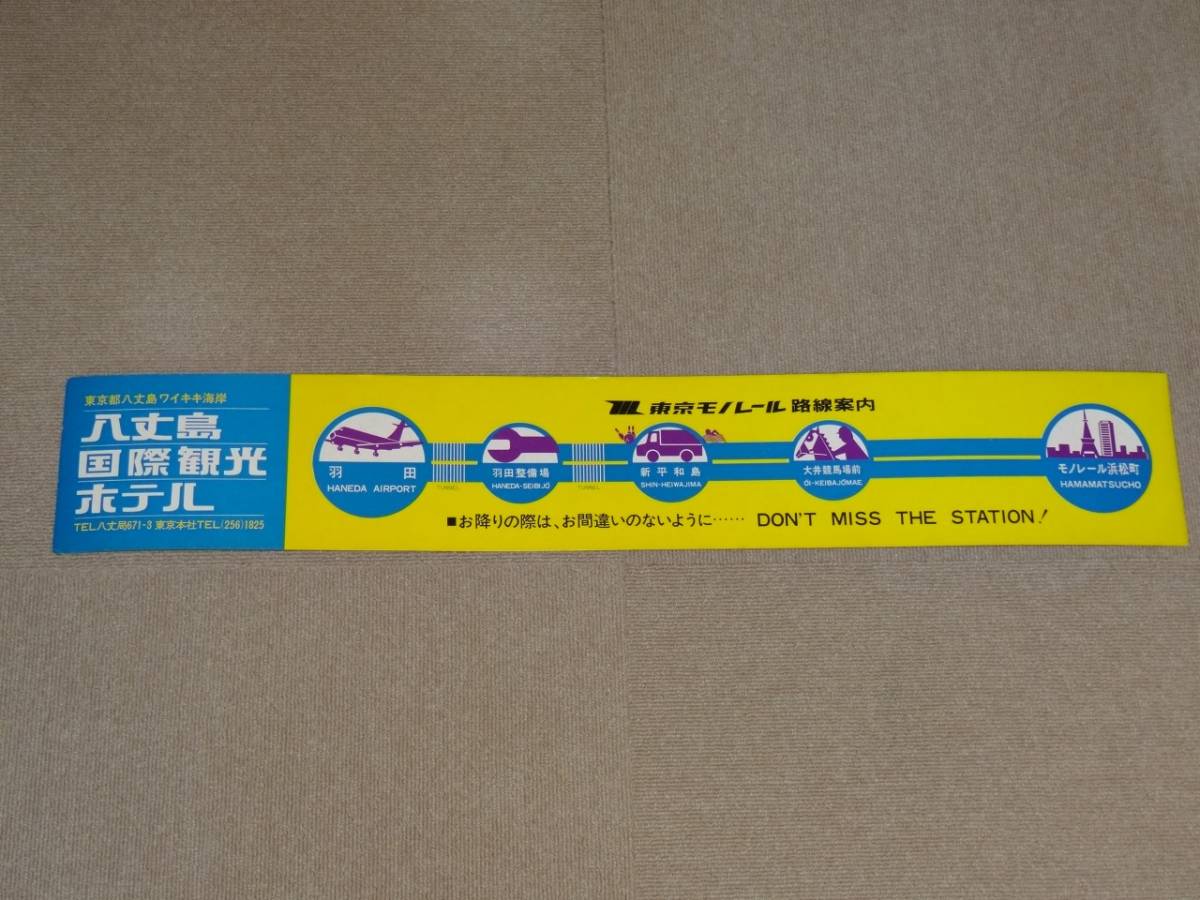 東京都八丈島ワイキキ海岸
八丈島
国際観光
ホテル
TEL八丈局671-3 東京本社TEL(256)1825
東京モノレール 路線案内
羽田
HANEDA AIRPORT
TUNNEL
羽田整備場
HANEDA-SEIBIJŌ
TUNNEL
新平和島
SHIN-HEIWAJIMA
大井競馬場前
ŌI-KEIBAJŌMAE
モノレール浜松町
HAMAMATSUCHO
■お降りの際は、お間違いのないように…… DON'T MISS THE STATION!